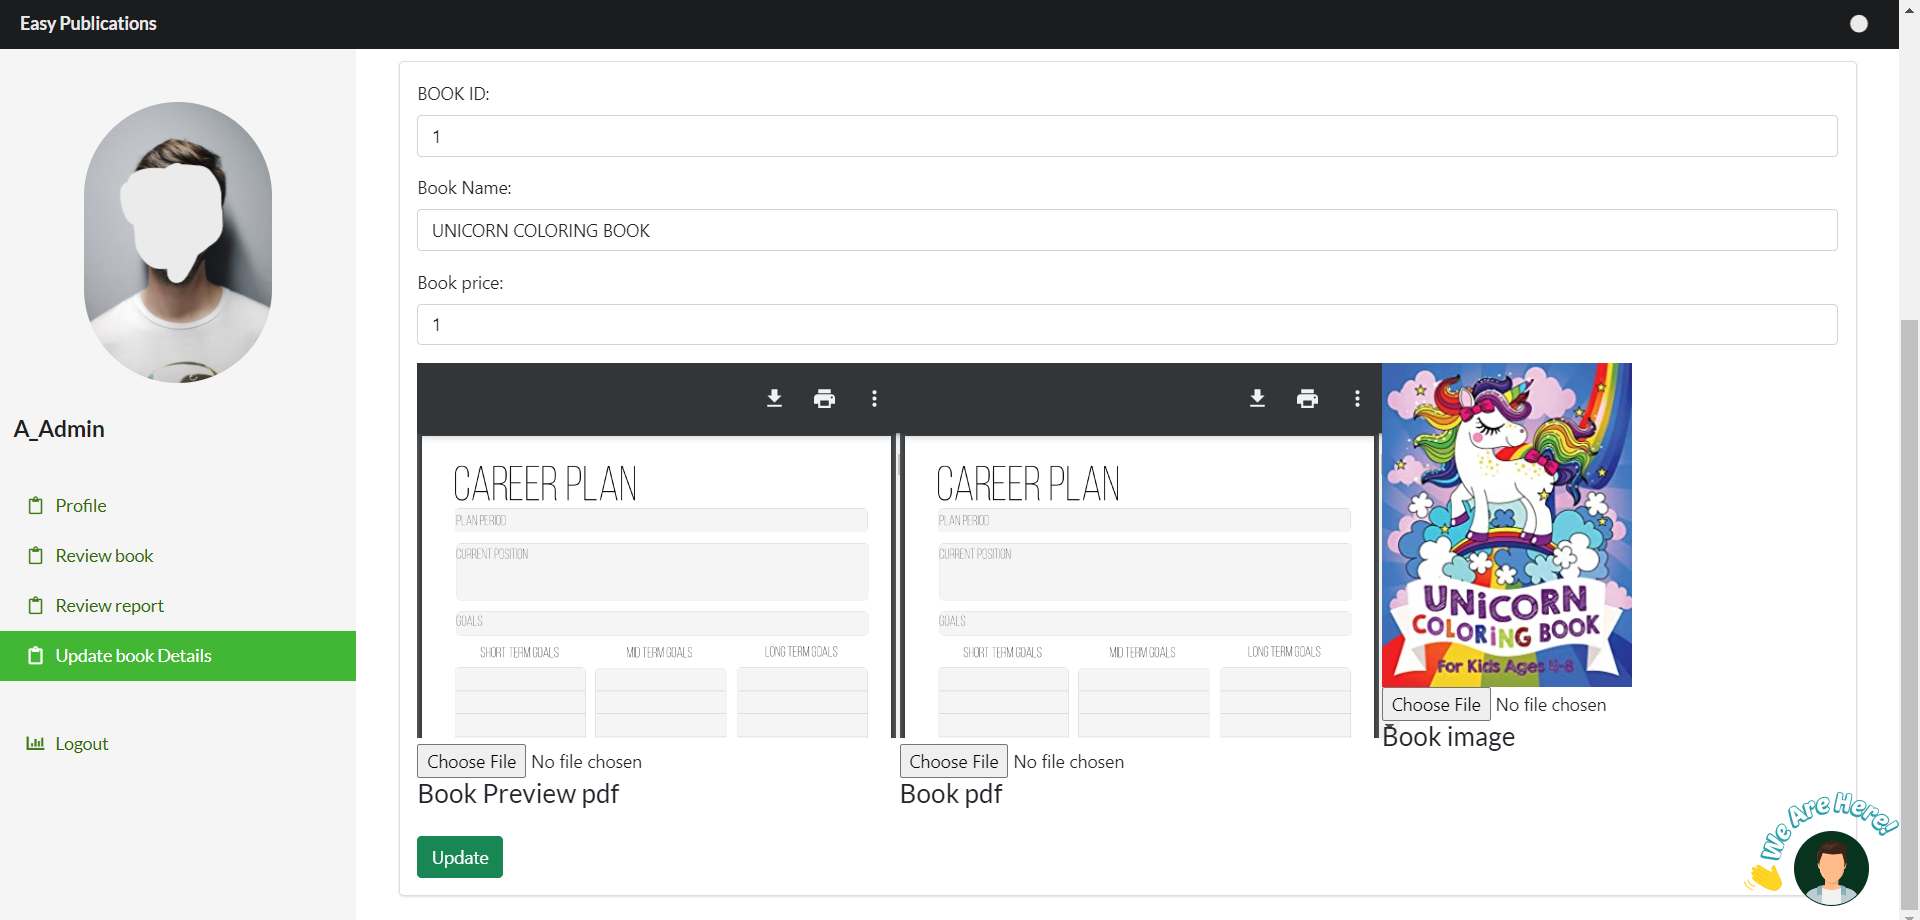 Easy Publications
A_Admin
Profile
Review book
Review report
Update book Details
Logout
BOOK ID:
1
Book Name:
UNICORN COLORING BOOK
Book price:
1
CAREER PLAN
PLAN PERIOD
CURRENT POSITION
GOALS
SHORT TERM GOALS MID TERM GOALS LONG TERM GOALS
Choose File No file chosen
Book Preview pdf
CAREER PLAN
PLAN PERIOD
CURRENT POSITION
GOALS
SHORT TERM GOALS MID TERM GOALS LONG TERM GOALS
Choose File No file chosen
Book pdf
UNiCORN
COLORiNG BOOK
For Kids Ages 4-8
Choose File No file chosen
Book image
Update
We Are Here!